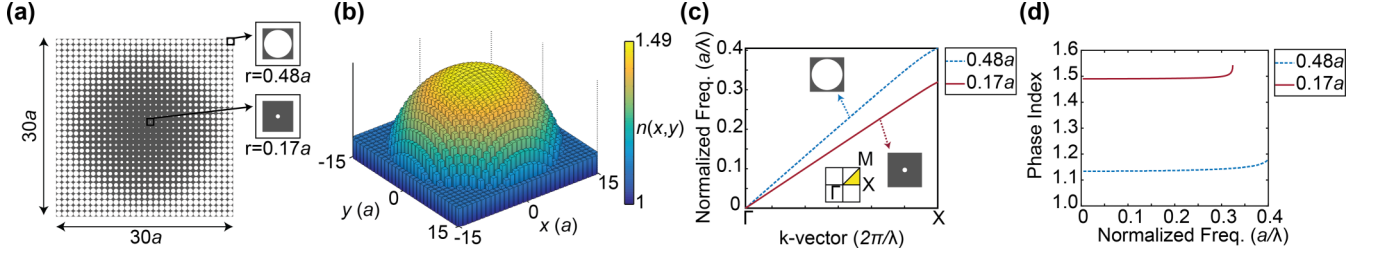 (a)
30a
30a
r=0.48a
r=0.17a
(b)
1.49
n(x,y)
1
-15
0
15
y (a)
-15
0
15
x (a)
(c)
Normalized Freq. (a/λ)
0.4
0.3
0.2
0.1
0
Γ
X
k-vector (2π/λ)
M
X
Γ
0.48a
0.17a
(d)
Phase Index
1.6
1.5
1.4
1.3
1.2
1.1
1.0
0 0.1 0.2 0.3 0.4
Normalized Freq. (a/λ)
0.48a
0.17a